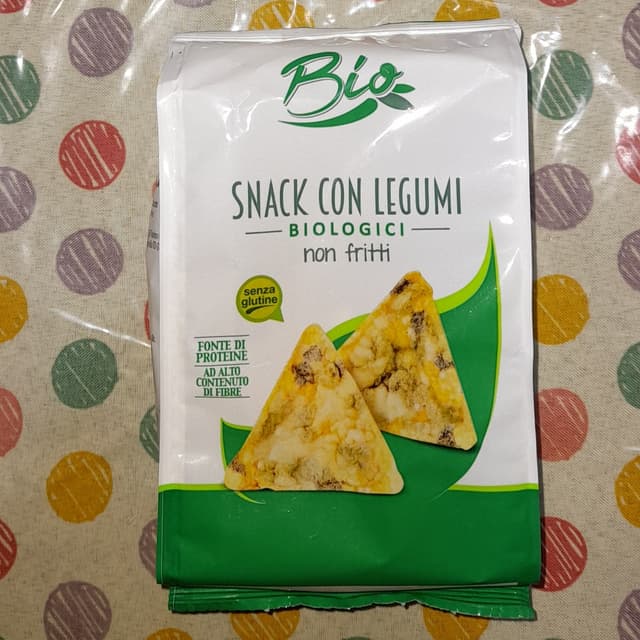 Bio
SNACK CON LEGUMI
BIOLOGICI
non fritti
senza
glutine
FONTE DI
PROTEINE
AD ALTO
CONTENUTO
DI FIBRE